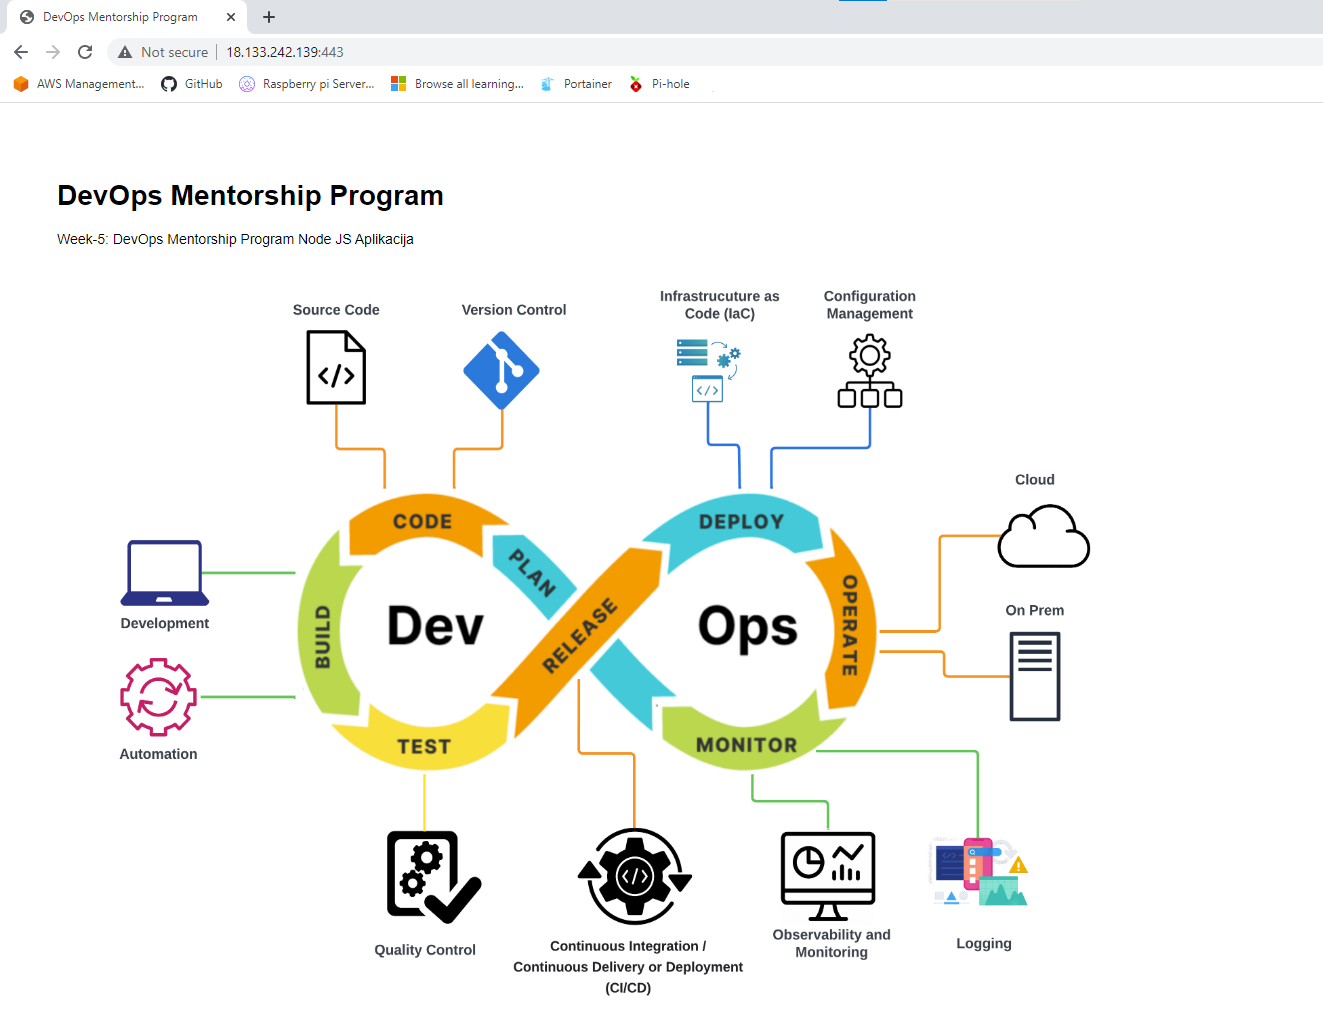 DevOps Mentorship Program
Not secure
18.133.242.139:443
AWS Management...
GitHub
Raspberry pi Server...
Browse all learning...
Portainer
Pi-hole
DevOps Mentorship Program
Week-5: DevOps Mentorship Program Node JS Aplikacija
Source Code
Version Control
Infrastrucuture as
Code (IaC)
Configuration
Management
</>
</>
Cloud
CODE
DEPLOY
PLAN
OPERATE
On Prem
Development
BUILD
Dev
RELEASE
Ops
Automation
TEST
MONITOR
</>
Quality Control
Continuous Integration /
Continuous Delivery or Deployment
(CI/CD)
Observability and
Monitoring
Logging